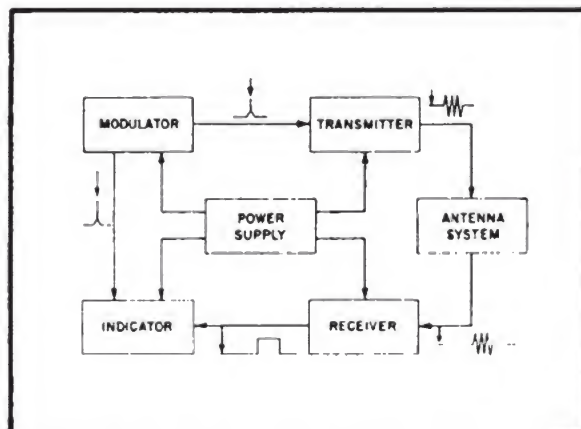 MODULATOR
TRANSMITTER
POWER
SUPPLY
ANTENNA
SYSTEM
INDICATOR
RECEIVER